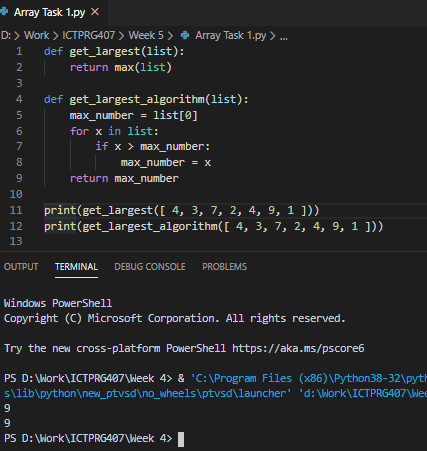 Array Task 1.py ×
D: > Work > ICTPRG407 > Week 5 > Array Task 1.py > ...
1 def get_largest(list):
2 return max(list)
3
4 def get_largest_algorithm(list):
5 max_number = list[0]
6 for x in list:
7 if x > max_number:
8 max_number = x
9 return max_number
10
11 print(get_largest([ 4, 3, 7, 2, 4, 9, 1 ]))
12 print(get_largest_algorithm([ 4, 3, 7, 2, 4, 9, 1 ]))
13
OUTPUT TERMINAL DEBUG CONSOLE PROBLEMS
Windows PowerShell
Copyright (C) Microsoft Corporation. All rights reserved.
Try the new cross-platform PowerShell https://aka.ms/pscore6
PS D:\Work\ICTPRG407\Week 4> & 'C:\Program Files (x86)\Python38-32\pyth
s\lib\python\new_ptvsd\no_wheels\ptvsd\launcher' 'd:\Work\ICTPRG407\Wee
9
9
PS D:\Work\ICTPRG407\Week 4>